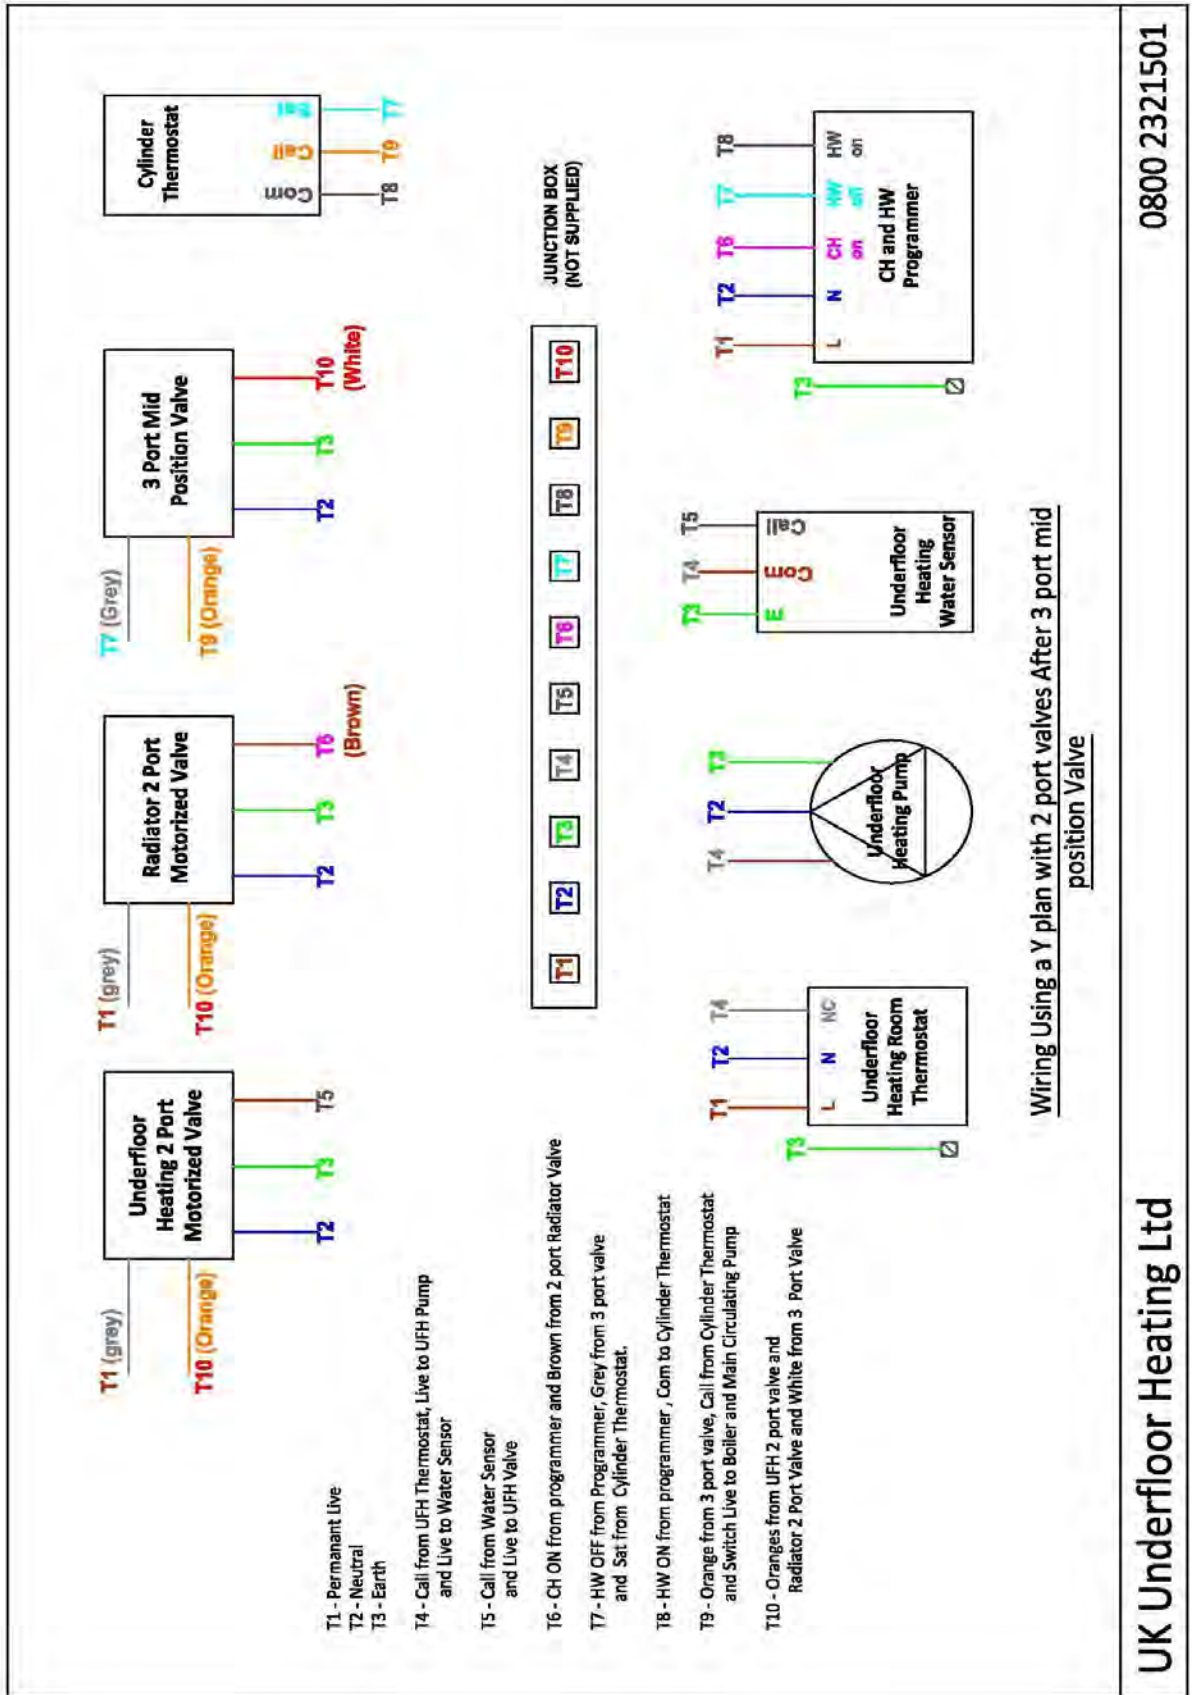 T1 (grey)
T10 (Orange)
Underfloor
Heating 2 Port
Motorized Valve
T2
T3
T5
T1 (grey)
T10 (Orange)
Radiator 2 Port
Motorized Valve
T2
T3
T6
(Brown)
T7 (Grey)
T9 (Orange)
3 Port Mid
Position Valve
T2
T3
T10
(White)
Cylinder
Thermostat
Com
Call
Sat
T8
T9
T7
T1 - Permanant Live
T2 - Neutral
T3 - Earth
T4 - Call from UFH Thermostat, Live to UFH Pump
and Live to Water Sensor
T5 - Call from Water Sensor
and Live to UFH Valve
T6 - CH ON from programmer and Brown from 2 port Radiator Valve
T7 - HW OFF from Programmer, Grey from 3 port valve
and Sat from Cylinder Thermostat.
T8 - HW ON from programmer , Com to Cylinder Thermostat
T9 - Orange from 3 port valve, Call from Cylinder Thermostat
and Switch Live to Boiler and Main Circulating Pump
T10 - Oranges from UFH 2 port valve and
Radiator 2 Port Valve and White from 3 Port Valve
T1 T2 T3 T4 T5 T6 T7 T8 T9 T10
JUNCTION BOX
(NOT SUPPLIED)
T3
T1
T2
T4
L
N
NC
Underfloor
Heating Room
Thermostat
T4
T2
T3
Underfloor
Heating Pump
T3
T4
T5
E
Com
Call
Underfloor
Heating
Water Sensor
T3
T1
T2
T6
T7
T8
L
N
CH
on
HW
off
HW
on
CH and HW
Programmer
Wiring Using a Y plan with 2 port valves After 3 port mid
position Valve
UK Underfloor Heating Ltd
0800 2321501